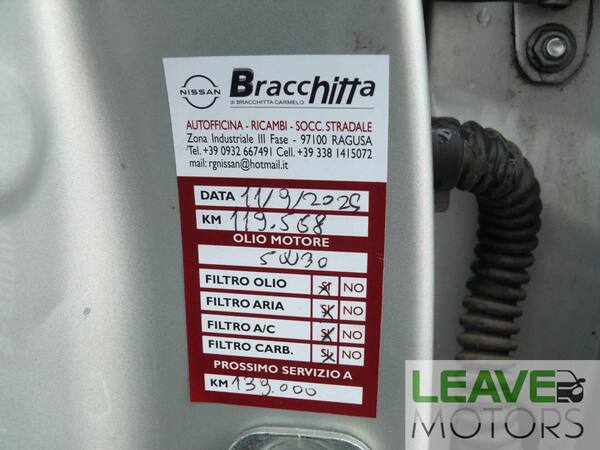 NISSAN Bracchitta
di BRACCHITTA CARMELO
AUTOFFICINA - RICAMBI - SOCC. STRADALE
Zona Industriale III Fase - 97100 RAGUSA
Tel. +39 0932 667491 Cell. +39 338 1415072
mail: rgnissan@hotmail.it
DATA 11/9/2025
KM 119.568
OLIO MOTORE
5W30
FILTRO OLIO SI NO
FILTRO ARIA SI NO
FILTRO A/C SI NO
FILTRO CARB. SI NO
PROSSIMO SERVIZIO A
KM 139.000
LEAVE
MOTORS